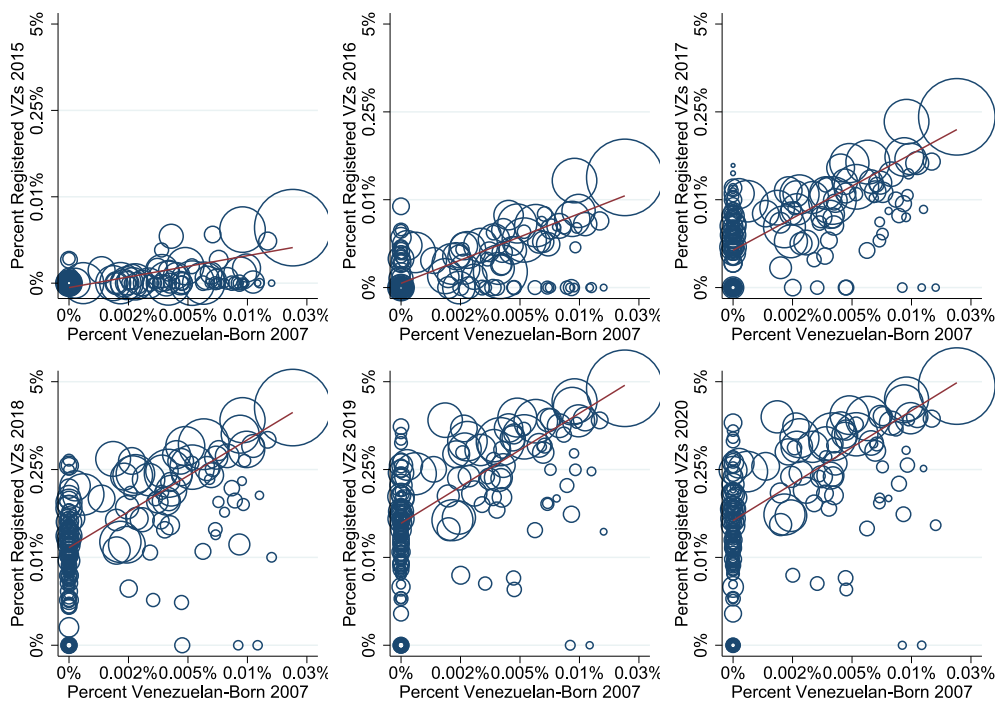 Percent Registered VZs 2015
5%
0.25%
0.01%
0%
0% 0.002% 0.005% 0.01% 0.03%
Percent Venezuelan-Born 2007
Percent Registered VZs 2016
5%
0.25%
0.01%
0%
0% 0.002% 0.005% 0.01% 0.03%
Percent Venezuelan-Born 2007
Percent Registered VZs 2017
5%
0.25%
0.01%
0%
0% 0.002% 0.005% 0.01% 0.03%
Percent Venezuelan-Born 2007
Percent Registered VZs 2018
5%
0.25%
0.01%
0%
0% 0.002% 0.005% 0.01% 0.03%
Percent Venezuelan-Born 2007
Percent Registered VZs 2019
5%
0.25%
0.01%
0%
0% 0.002% 0.005% 0.01% 0.03%
Percent Venezuelan-Born 2007
Percent Registered VZs 2020
5%
0.25%
0.01%
0%
0% 0.002% 0.005% 0.01% 0.03%
Percent Venezuelan-Born 2007